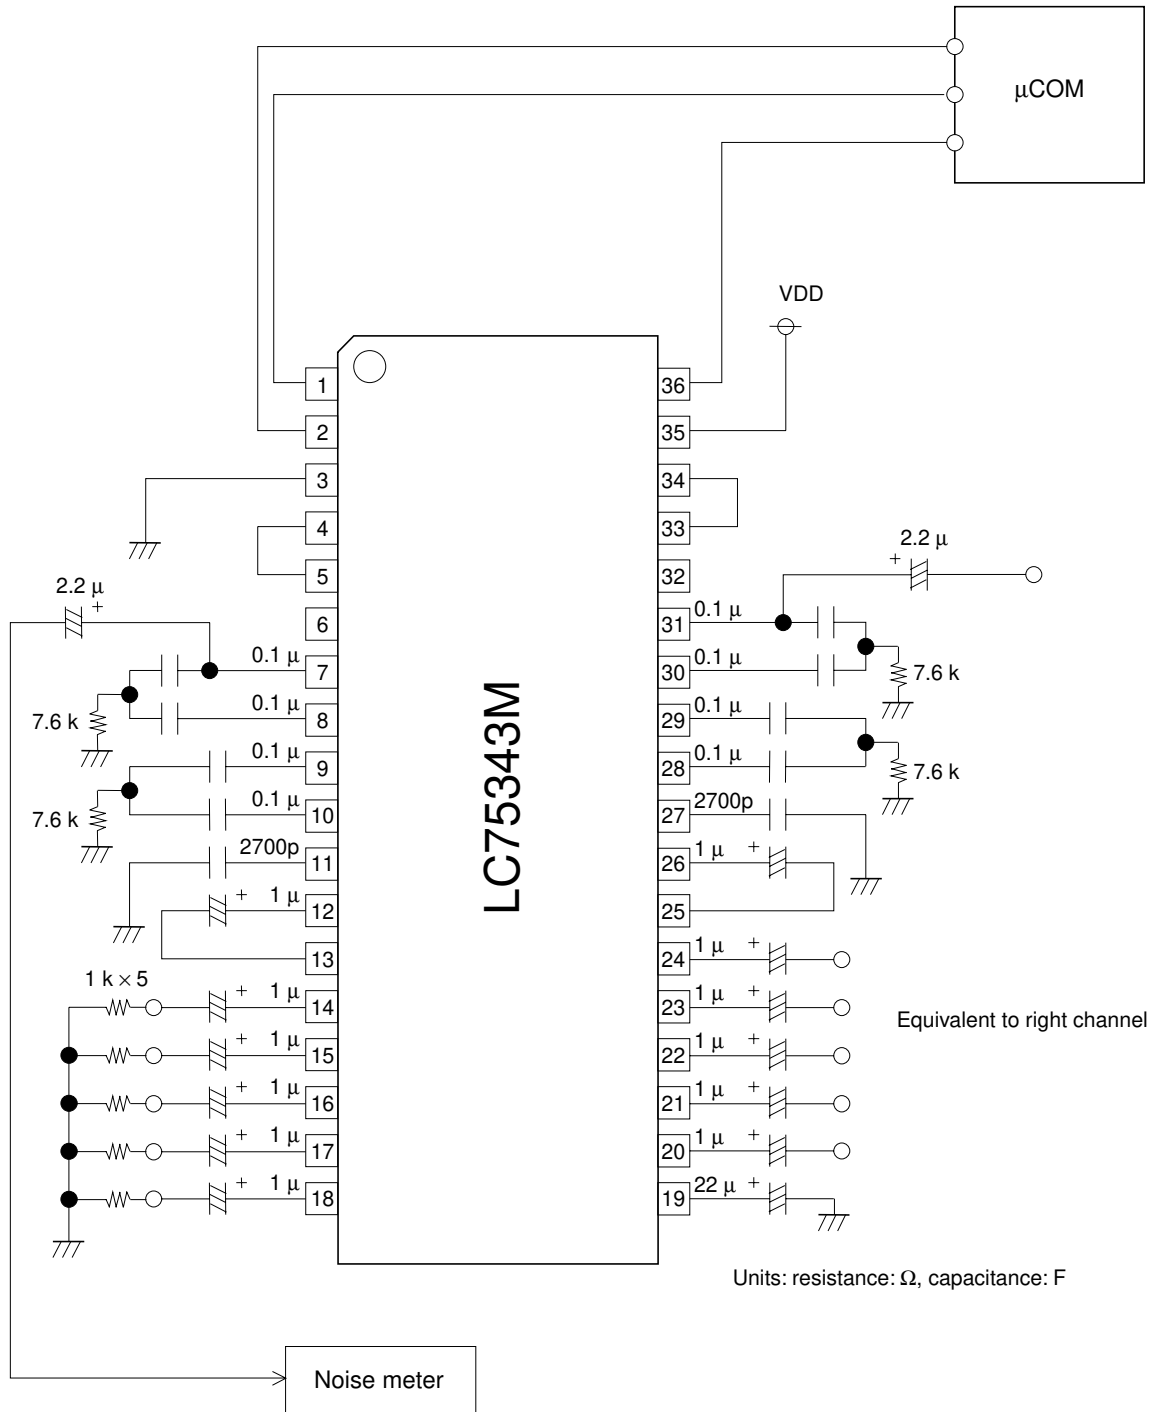 μCOM
VDD
1
36
2
35
3
34
4
33
2.2 μ
+
5
32
2.2 μ
+
6
31
0.1 μ
0.1 μ
7
30
0.1 μ
7.6 k
7.6 k
0.1 μ
8
29
0.1 μ
0.1 μ
9
28
0.1 μ
7.6 k
7.6 k
0.1 μ
10
27
2700p
2700p
11
26
1 μ
+
+
1 μ
12
25
13
24
1 μ
+
1 k × 5
+
1 μ
14
23
1 μ
+
Equivalent to right channel
+
1 μ
15
22
1 μ
+
+
1 μ
16
21
1 μ
+
+
1 μ
17
20
1 μ
+
+
1 μ
18
19
22 μ
+
LC75343M
Units: resistance: Ω, capacitance: F
Noise meter